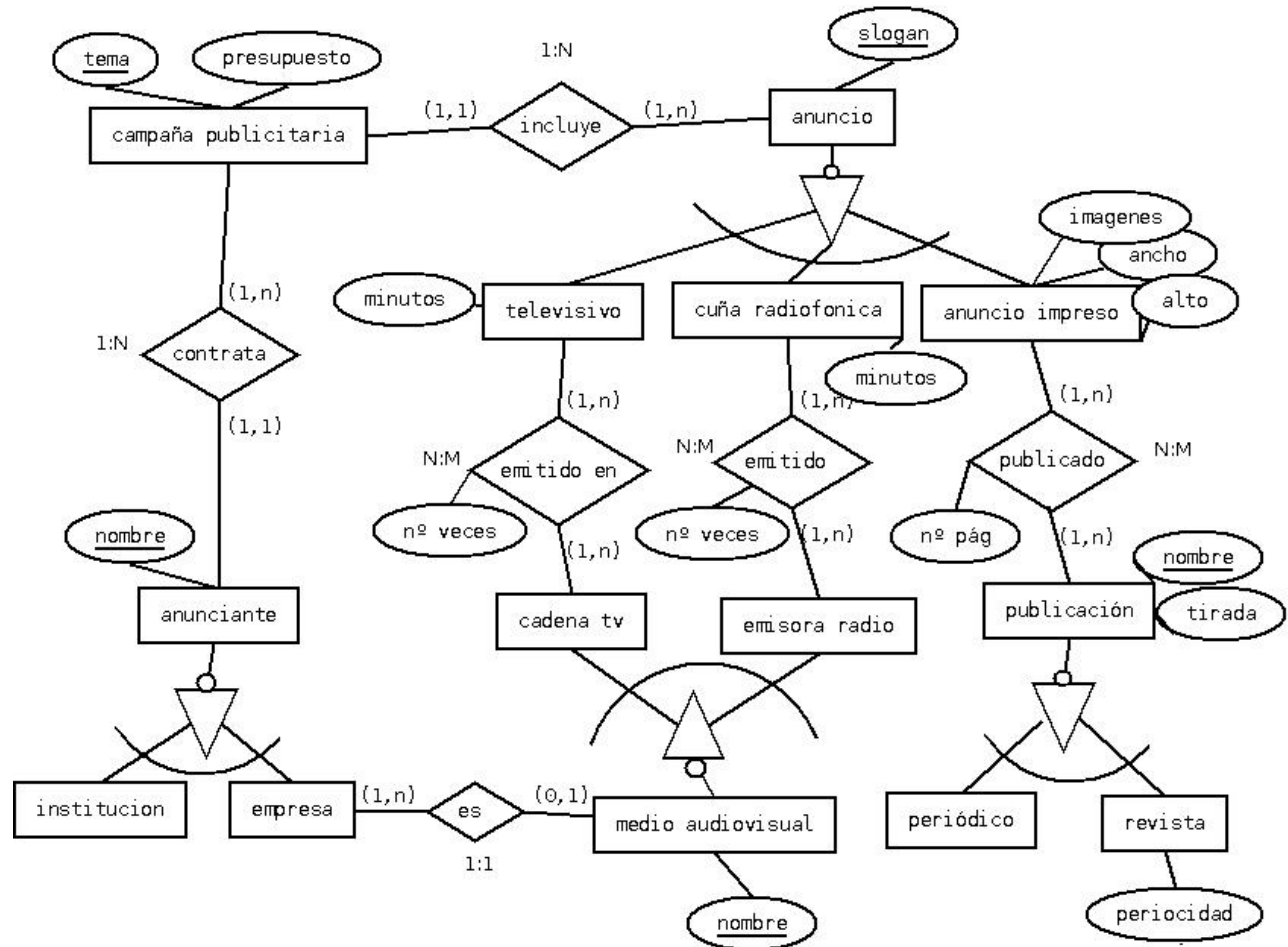 slogan
1:N
tema
presupuesto
(1,1)
(1,n)
anuncio
campaña publicitaria
incluye
imagenes
ancho
minutos
televisivo
cuña radiofonica
anuncio impreso
alto
(1,n)
1:N
contrata
minutos
(1,n)
(1,n)
(1,n)
(1,1)
N:M
emitido en
N:M
emitido
publicado
N:M
nº veces
nº veces
nº pág
nombre
(1,n)
(1,n)
(1,n)
nombre
anunciante
cadena tv
emisora radio
publicación
tirada
institucion
empresa
(1,n)
es
(0,1)
medio audiovisual
periódico
revista
1:1
nombre
periocidad